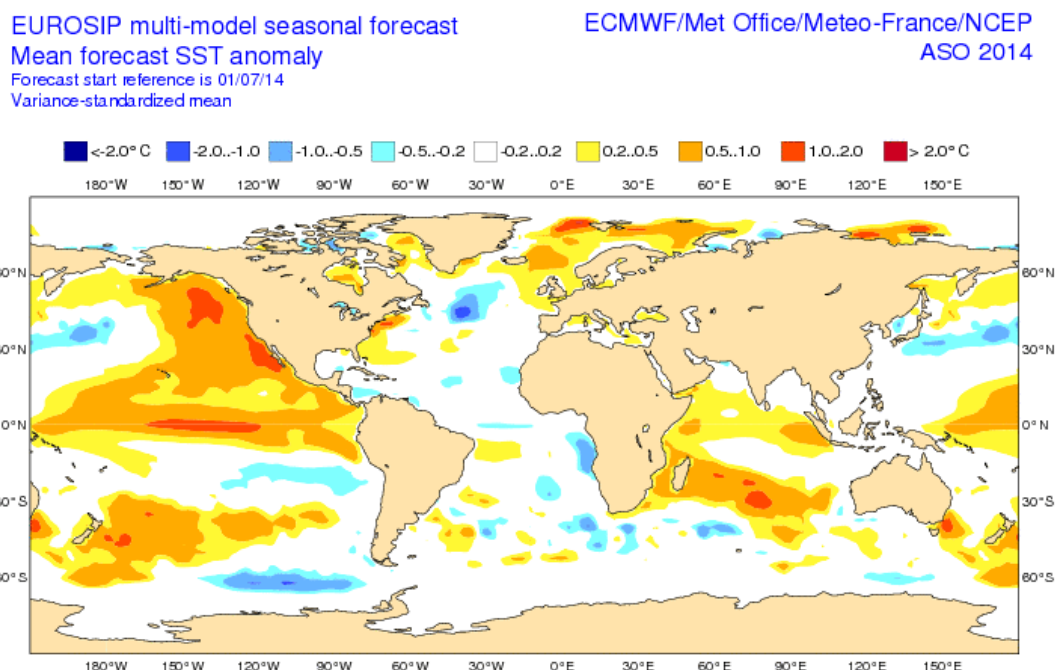 EUROSIP multi-model seasonal forecast
ECMWF/Met Office/Meteo-France/NCEP
Mean forecast SST anomaly
ASO 2014
Forecast start reference is 01/07/14
Variance-standardized mean
<-2.0° C -2.0..-1.0 -1.0..-0.5 -0.5..-0.2 -0.2..0.2 0.2..0.5 0.5..1.0 1.0..2.0 > 2.0° C
180°W 150°W 120°W 90°W 60°W 30°W 0°E 30°E 60°E 90°E 120°E 150°E
60°N
30°N
0°N 0°N
30°S
60°S
180°W 150°W 120°W 90°W 60°W 30°W 0°E 30°E 60°E 90°E 120°E 150°E